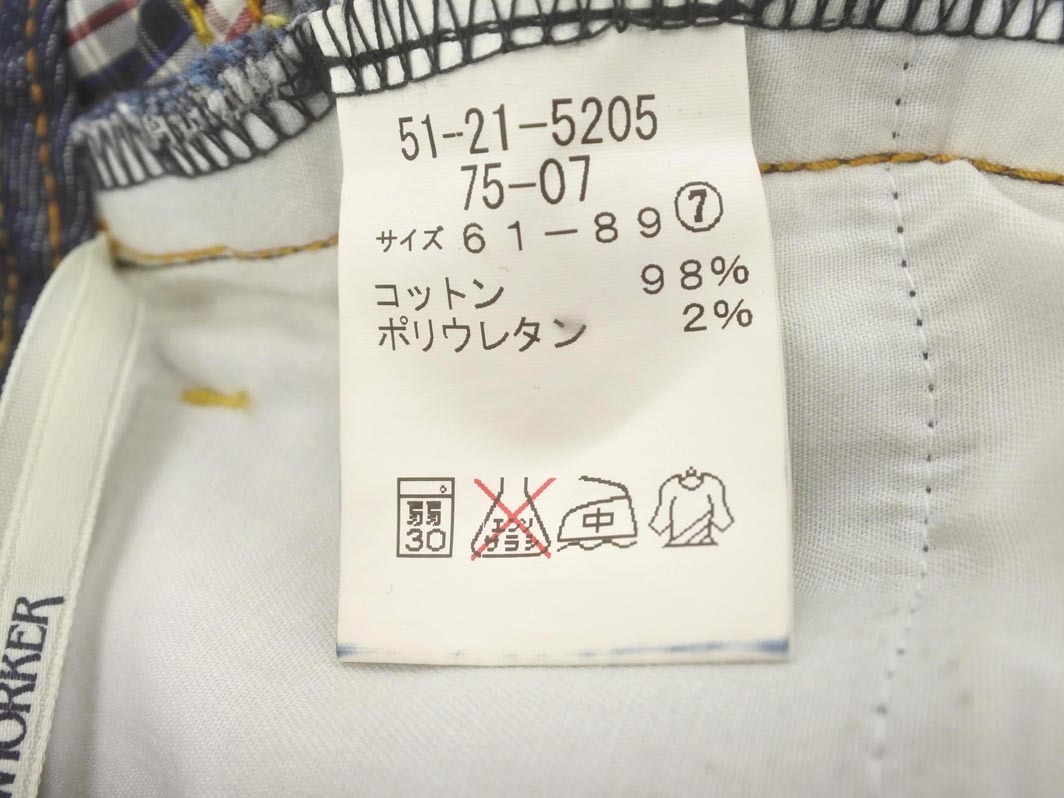 51-21-5205
75-07
サイズ 61-89 ⑦
コットン 98%
ポリウレタン 2%
弱
30
エンソ
サラシ
中
WORKER